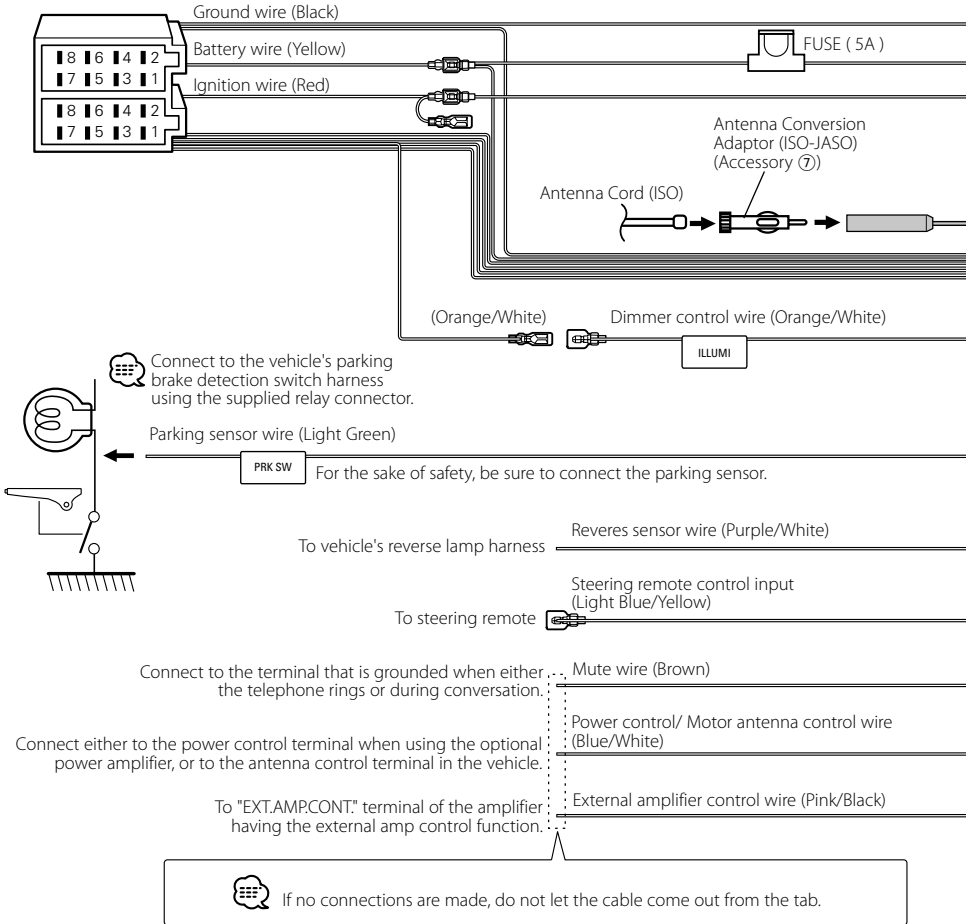 Ground wire (Black)
Battery wire (Yellow)
FUSE ( 5A )
8 6 4 2
7 5 3 1
Ignition wire (Red)
8 6 4 2
7 5 3 1
Antenna Conversion
Adaptor (ISO-JASO)
(Accessory ⑦)
Antenna Cord (ISO)
(Orange/White)
Dimmer control wire (Orange/White)
ILLUMI
Connect to the vehicle's parking
brake detection switch harness
using the supplied relay connector.
Parking sensor wire (Light Green)
PRK SW
For the sake of safety, be sure to connect the parking sensor.
Reveres sensor wire (Purple/White)
To vehicle's reverse lamp harness
Steering remote control input
(Light Blue/Yellow)
To steering remote
Connect to the terminal that is grounded when either
the telephone rings or during conversation.
Mute wire (Brown)
Power control/ Motor antenna control wire
(Blue/White)
Connect either to the power control terminal when using the optional
power amplifier, or to the antenna control terminal in the vehicle.
External amplifier control wire (Pink/Black)
To "EXT.AMP.CONT." terminal of the amplifier
having the external amp control function.
If no connections are made, do not let the cable come out from the tab.